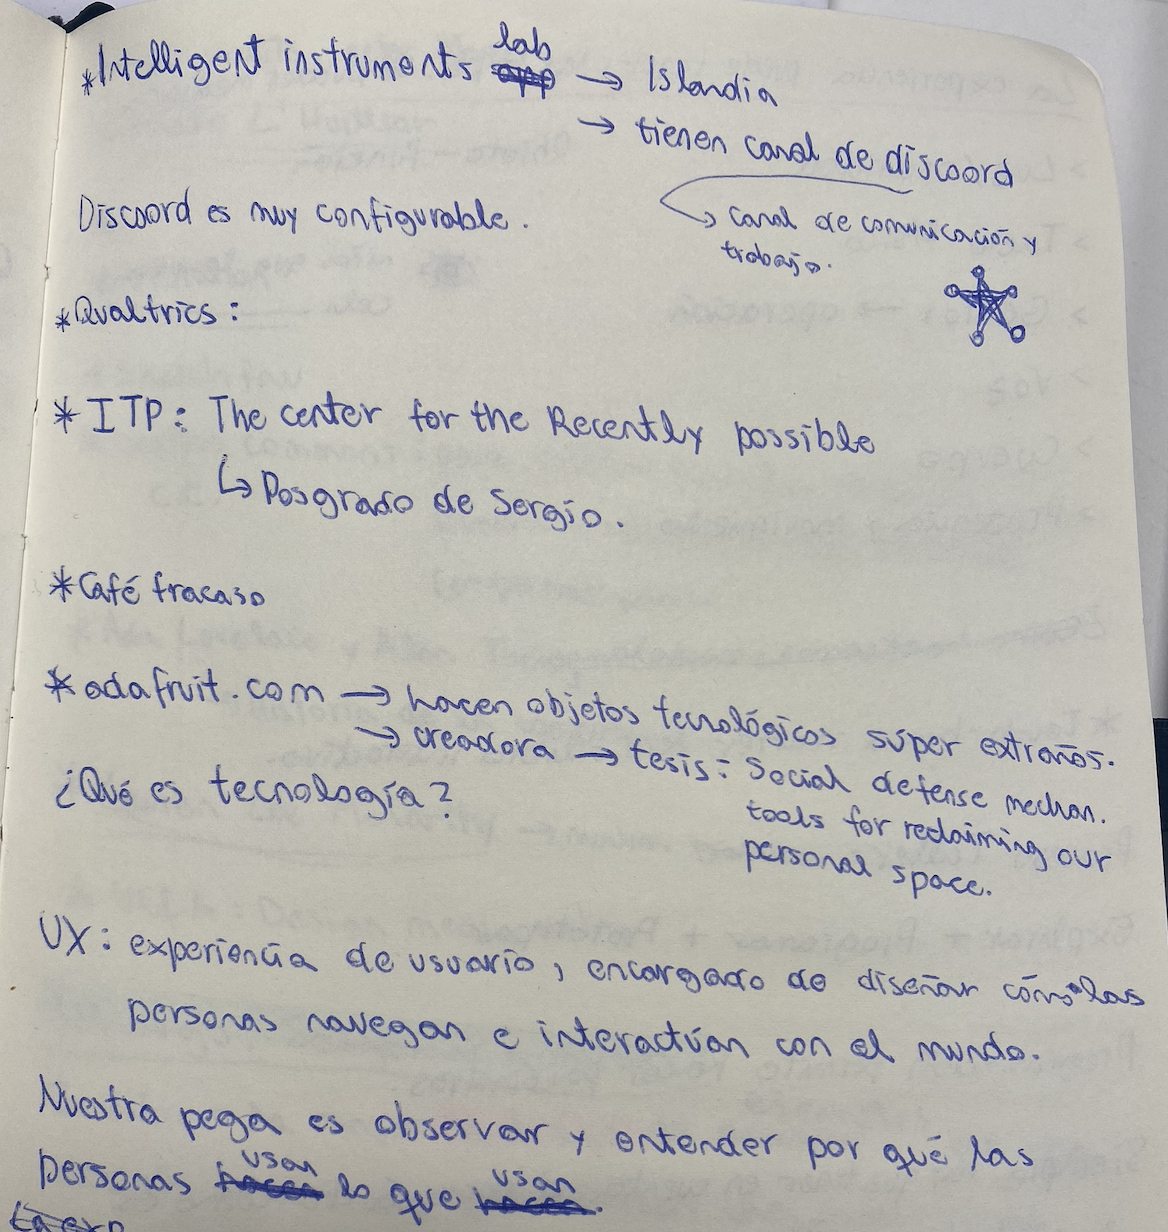 *Intelligent instruments lab → Islandia
→ tienen canal de discoord
↳ canal de comunicación y
trabajo.
Discoord es muy configurable.
*Qualtrics:
*ITP: The center for the Recently possible
↳ Posgrado de Sergio.
*Café fracaso
*adafruit.com → hacen objetos tecnológicos súper extraños.
→ creadora → tesis: Social defense mechan.
tools for reclaiming our
personal space.
¿Qué es tecnología?
UX: experiencia de usuario, encargado de diseñar cómo las
personas navegan e interactúan con el mundo.
Nuestra pega es observar y entender por qué las
personas usan lo que usan.